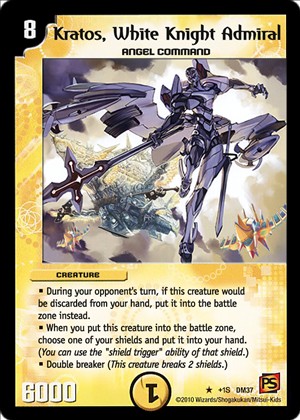 8 Kratos, White Knight Admiral
ANGEL COMMAND
CREATURE
■ During your opponent's turn, if this creature would
be discarded from your hand, put it into the battle
zone instead.
■ When you put this creature into the battle zone,
choose one of your shields and put it into your hand.
(You can use the "shield trigger" ability of that shield.)
■ Double breaker (This creature breaks 2 shields.)
6000
1
★ +1S DM37
©2010 Wizards/Shogakukan/Mitsui-Kids
PS